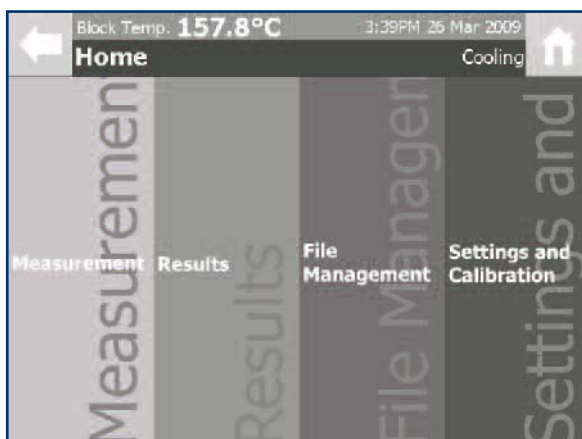 Block Temp. 157.8°C 3:39PM 26 Mar 2009
Home Cooling
Measurement
Results
File
Management
Settings and
Calibration
Measuremen
Results
File Managen
Settings and